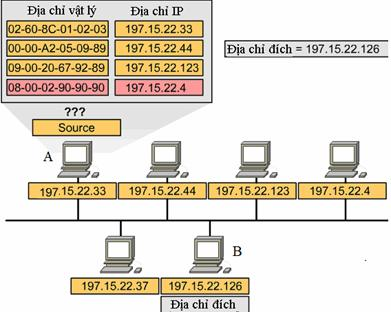 Địa chỉ vật lý Địa chỉ IP
02-60-8C-01-02-03 197.15.22.33
00-00-A2-05-09-89 197.15.22.44
09-00-20-67-92-89 197.15.22.123
08-00-02-90-90-90 197.15.22.4
Địa chỉ đích = 197.15.22.126
???
Source
A
197.15.22.33 197.15.22.44 197.15.22.123 197.15.22.4
B
197.15.22.37 197.15.22.126
Địa chỉ đích